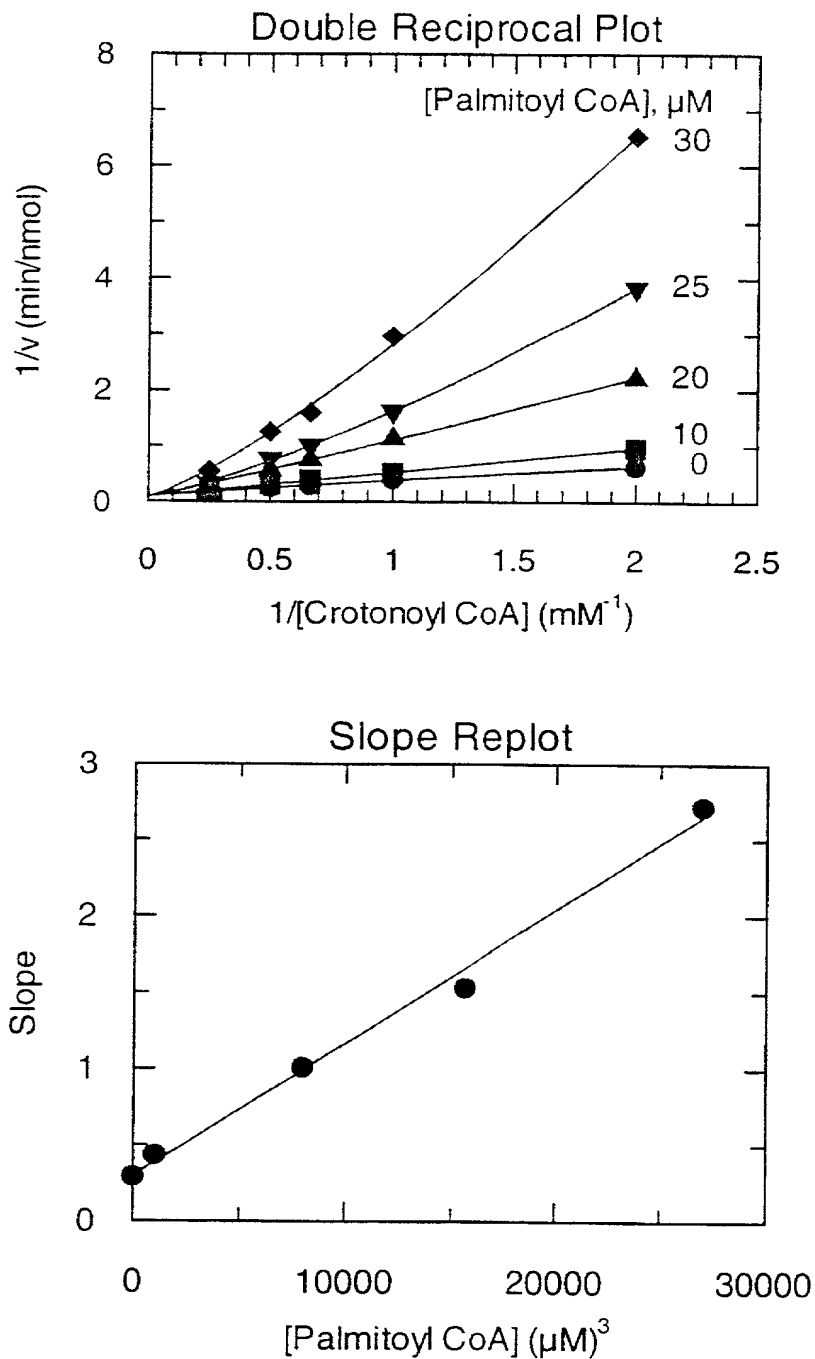 Double Reciprocal Plot
8
[Palmitoyl CoA], µM
30
6
1/v (min/nmol)
4
25
2
20
10
0
0
0 0.5 1 1.5 2 2.5
1/[Crotonoyl CoA] (mM⁻¹)
Slope Replot
3
2
Slope
1
0
0 10000 20000 30000
[Palmitoyl CoA] (µM)³